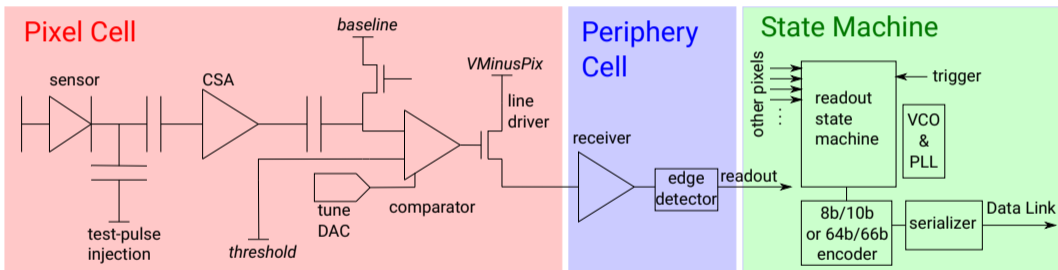 Pixel Cell
sensor
CSA
baseline
VMinusPix
line
driver
tune
DAC
comparator
test-pulse
injection
threshold
Periphery
Cell
receiver
edge
detector
readout
State Machine
other pixels
...
readout
state
machine
trigger
VCO
&
PLL
8b/10b
or 64b/66b
encoder
serializer
Data Link